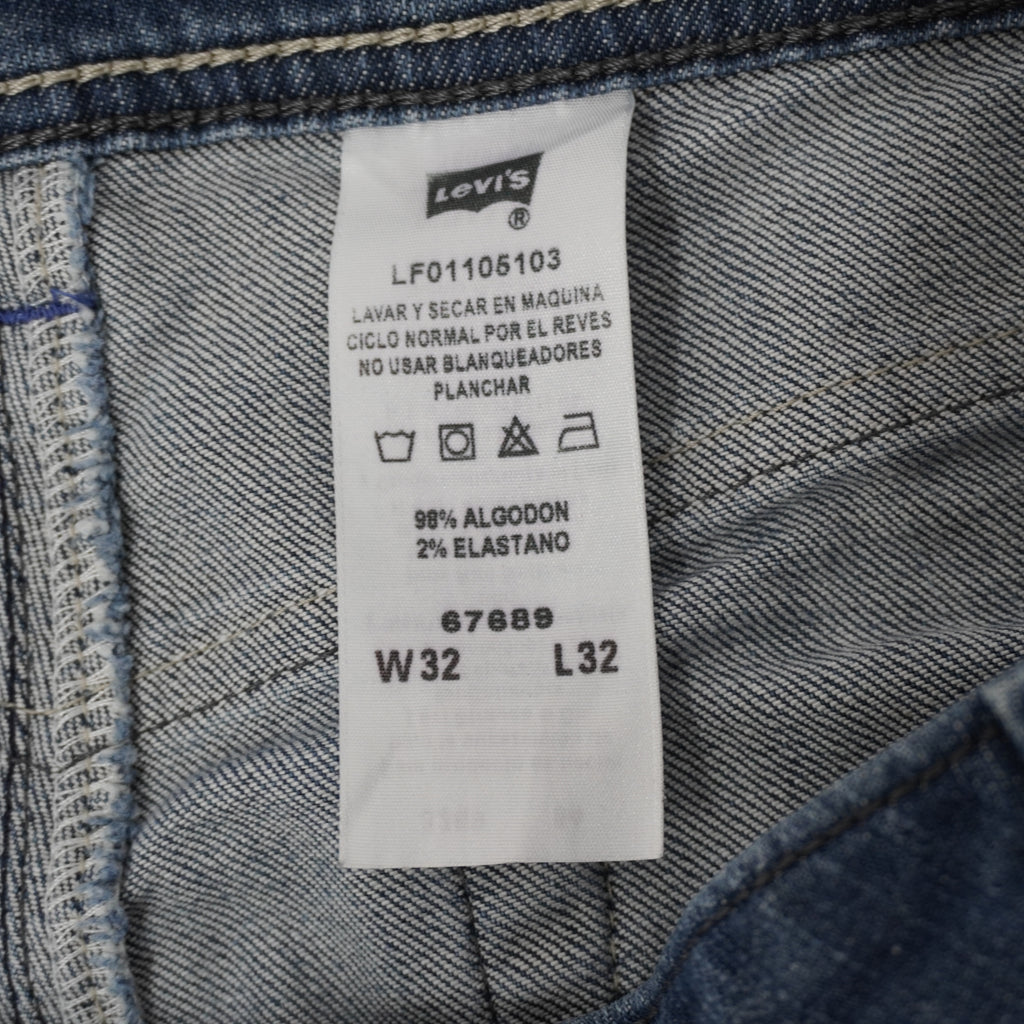 Levi's
®
LF01105103
LAVAR Y SECAR EN MAQUINA
CICLO NORMAL POR EL REVES
NO USAR BLANQUEADORES
PLANCHAR
98% ALGODON
2% ELASTANO
67689
W32 L32